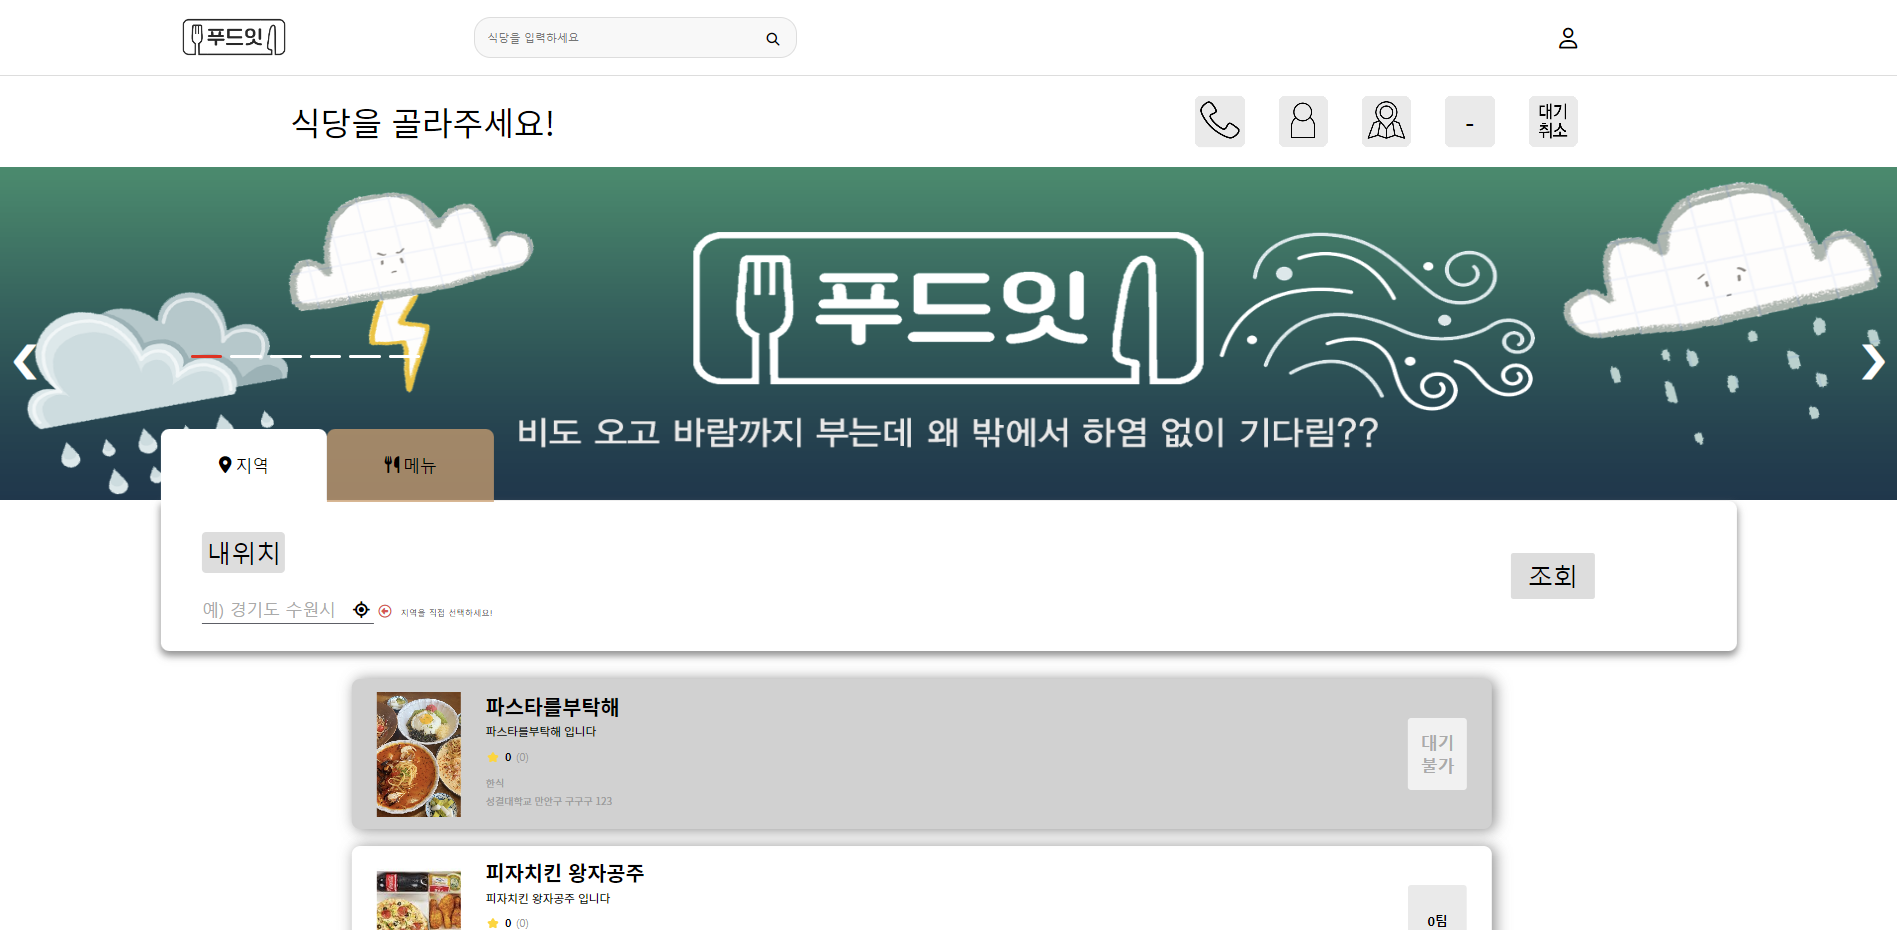 푸드잇
식당을 입력하세요
식당을 골라주세요!
-
대기
취소
푸드잇
비도 오고 바람까지 부는데 왜 밖에서 하염 없이 기다림??
지역
메뉴
내위치
조회
예) 경기도 수원시
지역을 직접 선택하세요!
파스타를부탁해
파스타를부탁해 입니다
0 (0)
한식
성결대학교 만안구 구구구 123
대기
불가
피자치킨 왕자공주
피자치킨 왕자공주 입니다
0 (0)
0팀